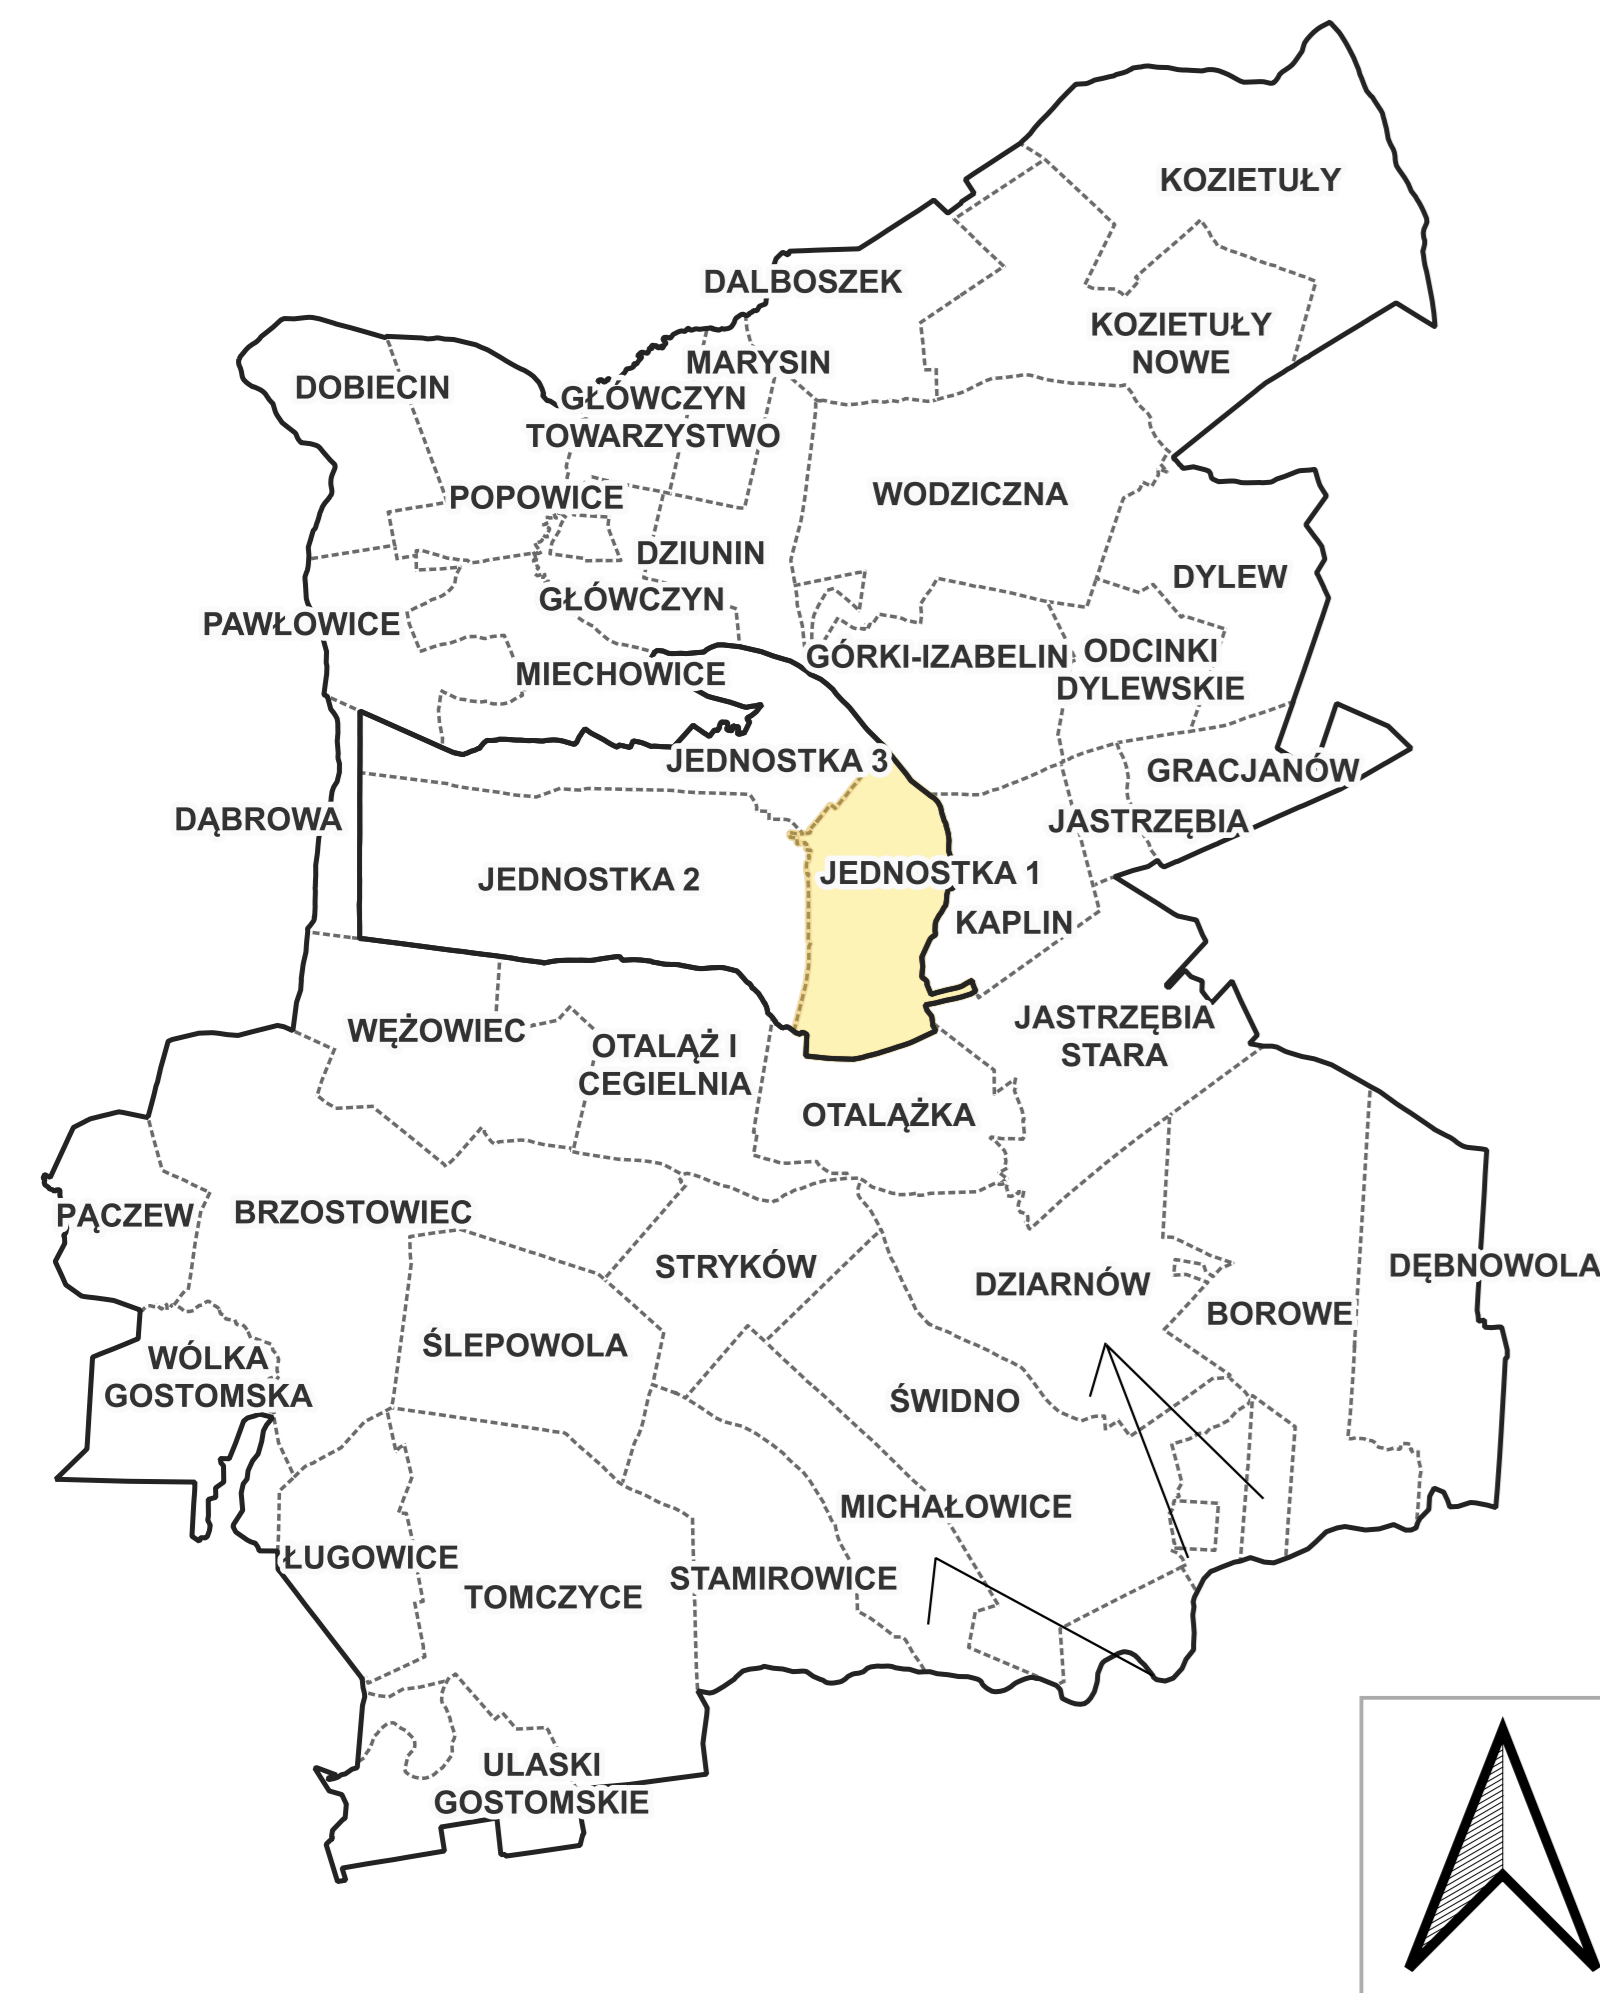 KOZIETUŁY
DALBOSZEK
KOZIETUŁY
NOWE
MARYSIN
DOBIECIN
GŁÓWCZYN
TOWARZYSTWO
POPOWICE
WODZICZNA
DZIUNIN
DYLEW
GŁÓWCZYN
PAWŁOWICE
GÓRKI-IZABELIN
ODCINKI
DYLEWSKIE
MIECHOWICE
JEDNOSTKA 3
GRACJANÓW
DĄBROWA
JASTRZĘBIA
JEDNOSTKA 2
JEDNOSTKA 1
KAPLIN
JASTRZĘBIA
STARA
WĘŻOWIEC
OTALĄŻ I
CEGIELNIA
OTALĄŻKA
PĄCZEW
BRZOSTOWIEC
STRYKÓW
DZIARNÓW
DĘBNOWOLA
BOROWE
ŚLEPOWOLA
WÓLKA
GOSTOMSKA
ŚWIDNO
MICHAŁOWICE
ŁUGOWICE
STAMIROWICE
TOMCZYCE
ULASKI
GOSTOMSKIE